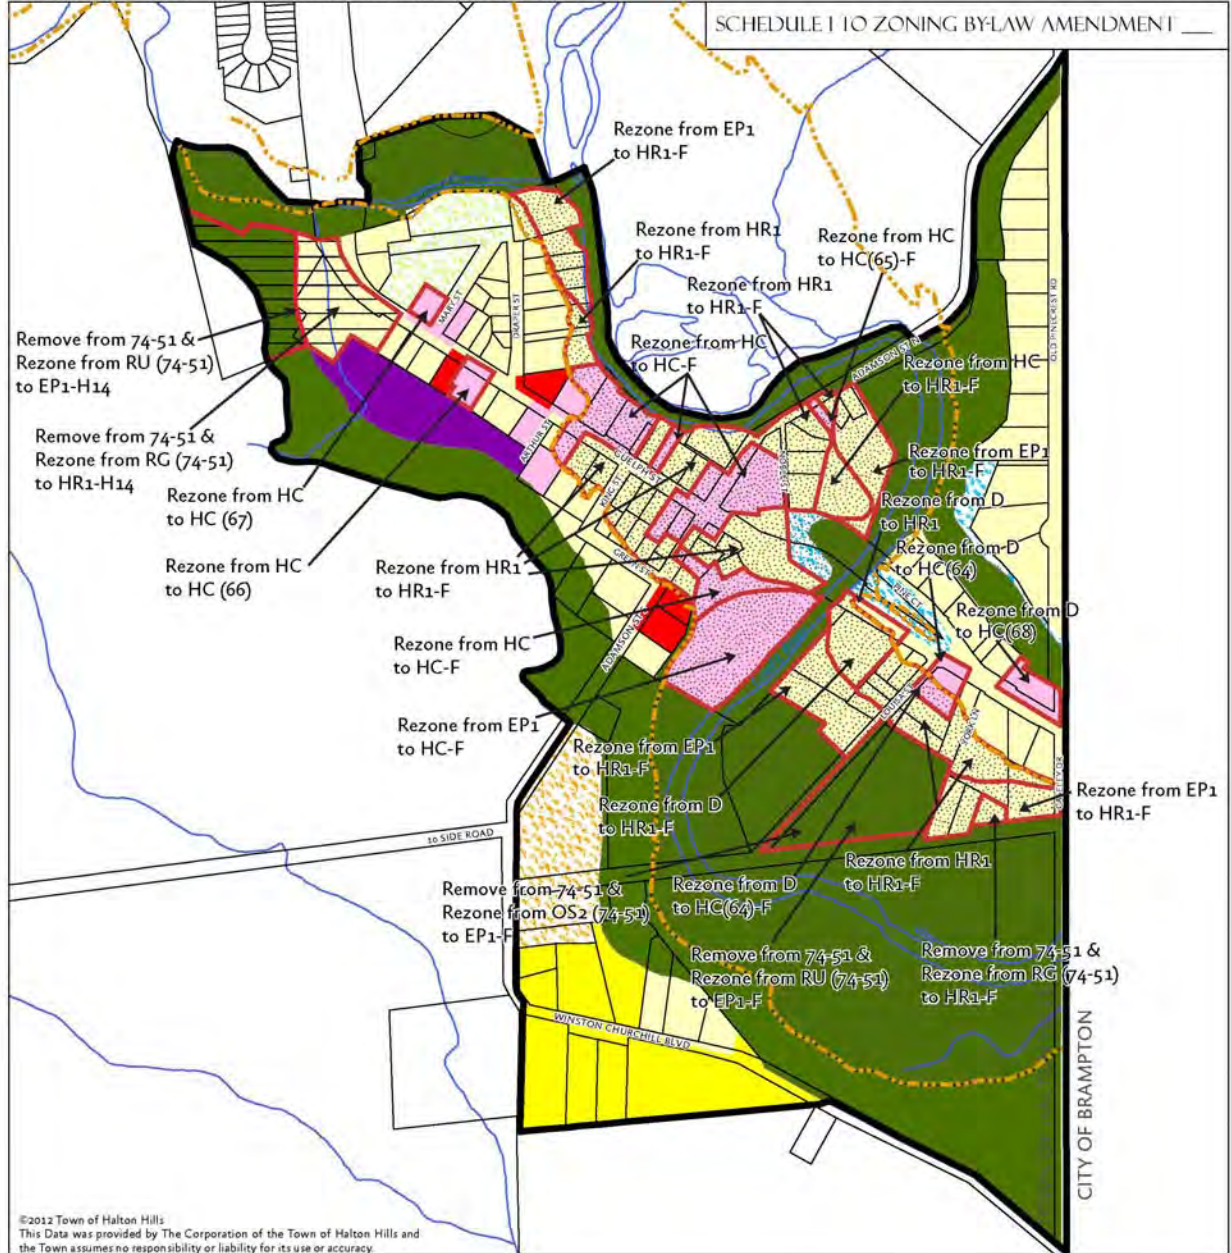 SCHEDULE 1 TO ZONING BY-LAW AMENDMENT ___
Rezone from EP1
to HR1-F
Rezone from HR1
to HR1-F
Rezone from HC
to HC(65)-F
Rezone from HR1
to HR1-F
Rezone from HC
to HC-F
Rezone from HC
to HR1-F
Rezone from EP1
to HR1-F
Rezone from D
to HR1
Rezone from D
to HC(64)
Rezone from D
to HC(68)
Remove from 74-51 &
Rezone from RU (74-51)
to EP1-H14
Remove from 74-51 &
Rezone from RG (74-51)
to HR1-H14
Rezone from HC
to HC (67)
Rezone from HC
to HC (66)
Rezone from HR1
to HR1-F
Rezone from HC
to HC-F
Rezone from EP1
to HC-F
Rezone from EP1
to HR1-F
Rezone from D
to HR1-F
Rezone from EP1
to HR1-F
Rezone from HR1
to HR1-F
Rezone from D
to HC(64)-F
Remove from 74-51 &
Rezone from OS2 (74-51)
to EP1-F
Remove from 74-51 &
Rezone from RU (74-51)
to EP1-F
Remove from 74-51 &
Rezone from RG (74-51)
to HR1-F
MARY ST
DRAPER ST
ARTHUR ST
GUELPH ST
KING ST
GREEN ST
ADAMSON ST
ADAMSON ST N
OLD PINECREST RD
LOUISA ST
YORK LN
10 SIDE ROAD
WINSTON CHURCHILL BLVD
CITY OF BRAMPTON
©2012 Town of Halton Hills
This Data was provided by The Corporation of the Town of Halton Hills and
the Town assumes no responsibility or liability for its use or accuracy.